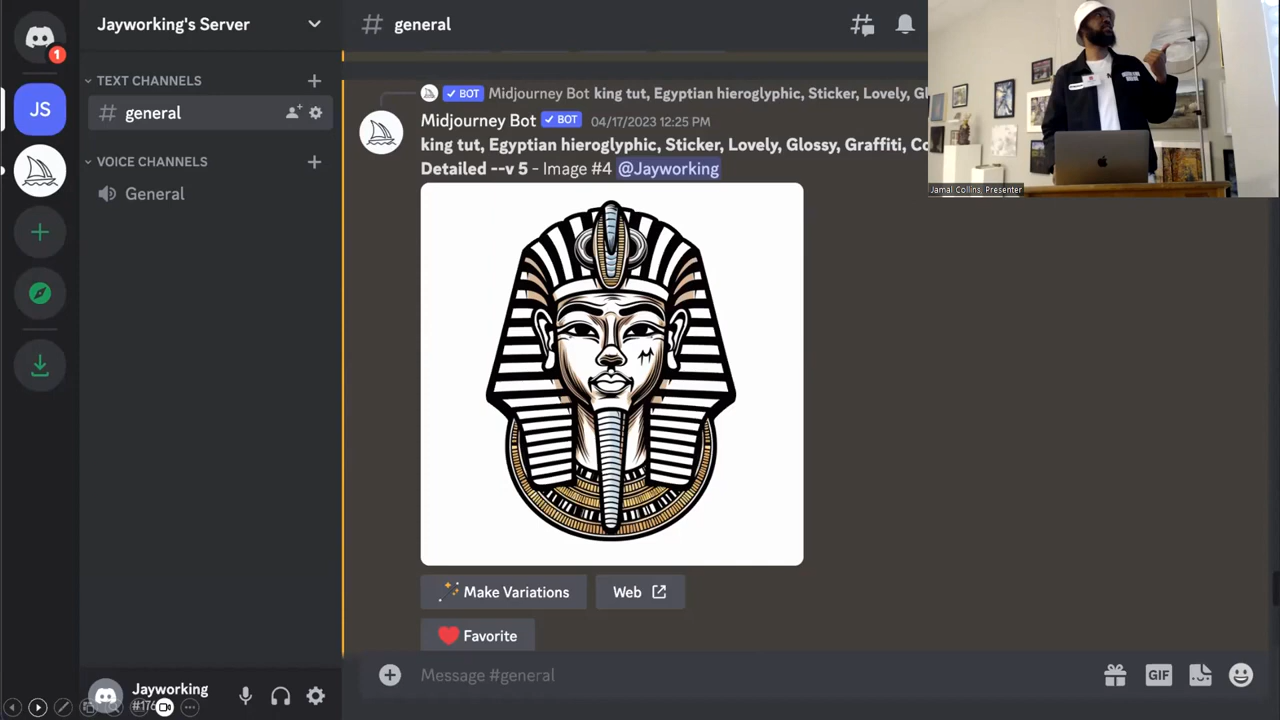 Jayworking's Server
general
1
TEXT CHANNELS
JS
general
VOICE CHANNELS
General
BOT Midjourney Bot king tut, Egyptian hieroglyphic, Sticker, Lovely,
Midjourney Bot BOT 04/17/2023 12:25 PM
king tut, Egyptian hieroglyphic, Sticker, Lovely, Glossy, Graffiti,
Detailed --v 5 - Image #4 @Jayworking
Make Variations
Web
Favorite
Jayworking
Message #general
GIF
Jamal Collins, Presenter